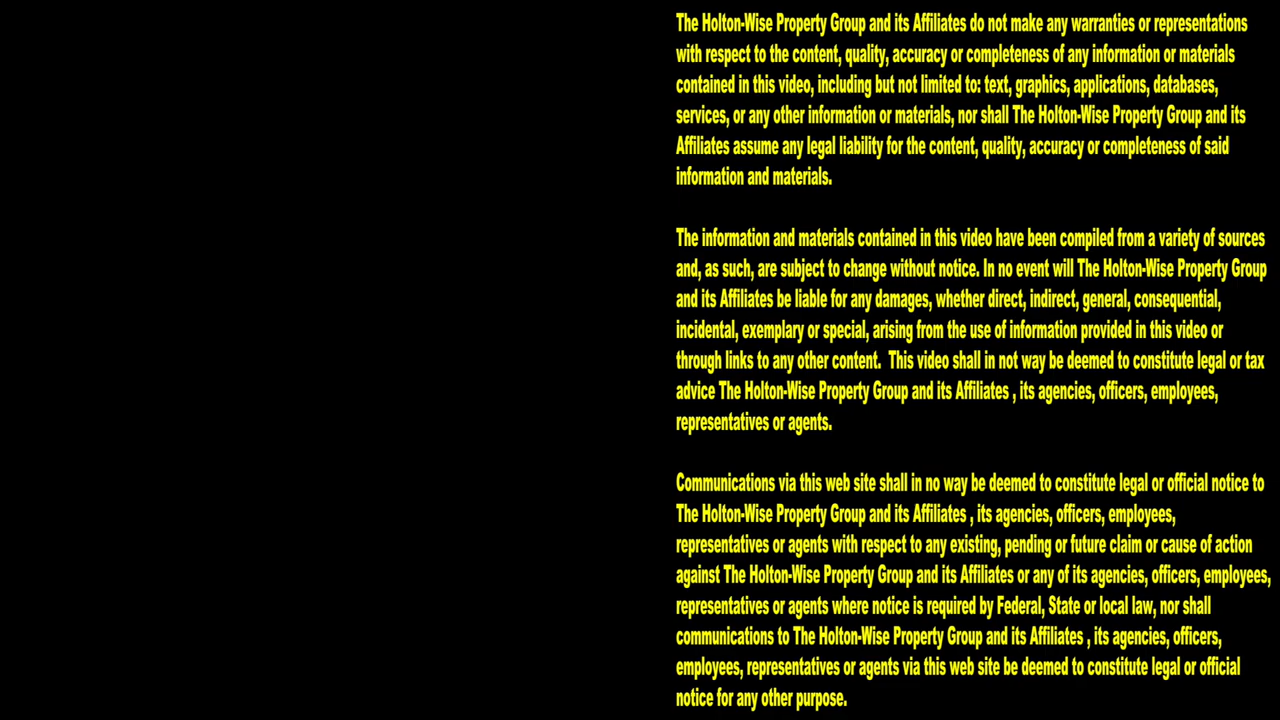 The Holton-Wise Property Group and its Affiliates do not make any warranties or representations
with respect to the content, quality, accuracy or completeness of any information or materials
contained in this video, including but not limited to: text, graphics, applications, databases,
services, or any other information or materials, nor shall The Holton-Wise Property Group and its
Affiliates assume any legal liability for the content, quality, accuracy or completeness of said
information and materials.
The information and materials contained in this video have been compiled from a variety of sources
and, as such, are subject to change without notice. In no event will The Holton-Wise Property Group
and its Affiliates be liable for any damages, whether direct, indirect, general, consequential,
incidental, exemplary or special, arising from the use of information provided in this video or
through links to any other content.  This video shall in not way be deemed to constitute legal or tax
advice The Holton-Wise Property Group and its Affiliates , its agencies, officers, employees,
representatives or agents.
Communications via this web site shall in no way be deemed to constitute legal or official notice to
The Holton-Wise Property Group and its Affiliates , its agencies, officers, employees,
representatives or agents with respect to any existing, pending or future claim or cause of action
against The Holton-Wise Property Group and its Affiliates or any of its agencies, officers, employees,
representatives or agents where notice is required by Federal, State or local law, nor shall
communications to The Holton-Wise Property Group and its Affiliates , its agencies, officers,
employees, representatives or agents via this web site be deemed to constitute legal or official
notice for any other purpose.